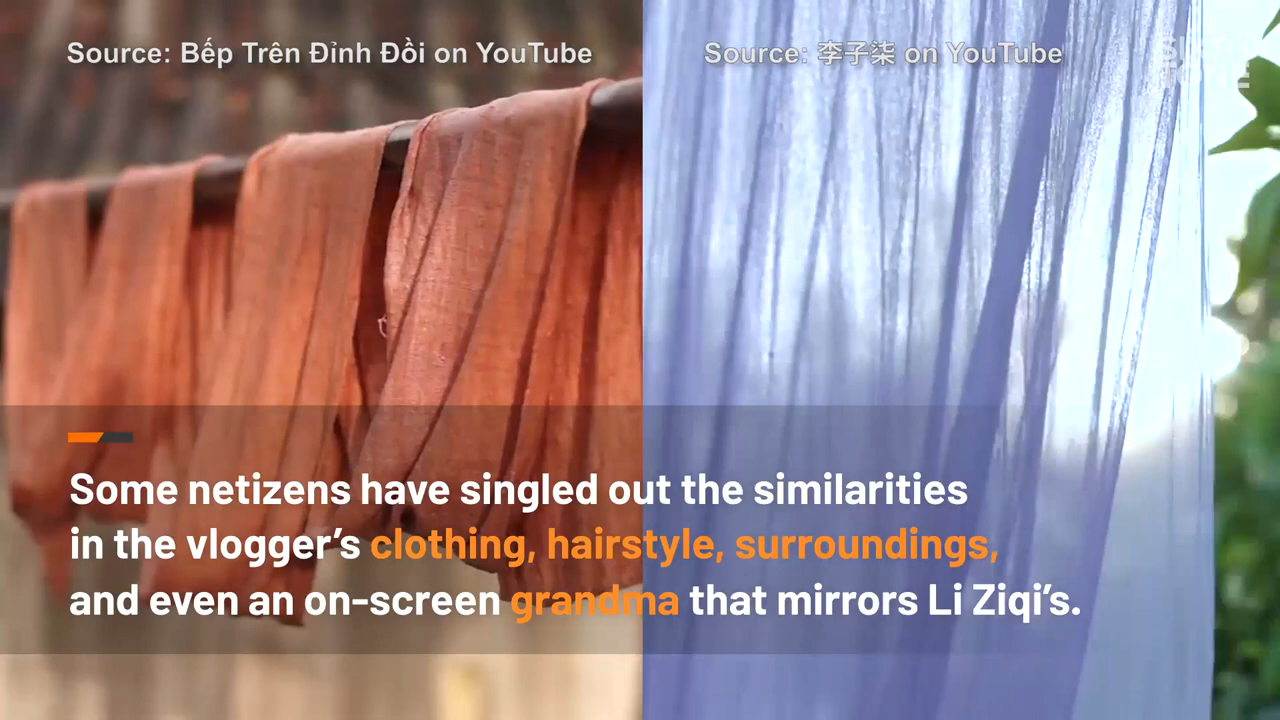 Source: Bếp Trên Đỉnh Đồi on YouTube
Source: 李子柒 on YouTube
Some netizens have singled out the similarities
in the vlogger’s clothing, hairstyle, surroundings,
and even an on-screen grandma that mirrors Li Ziqi’s.